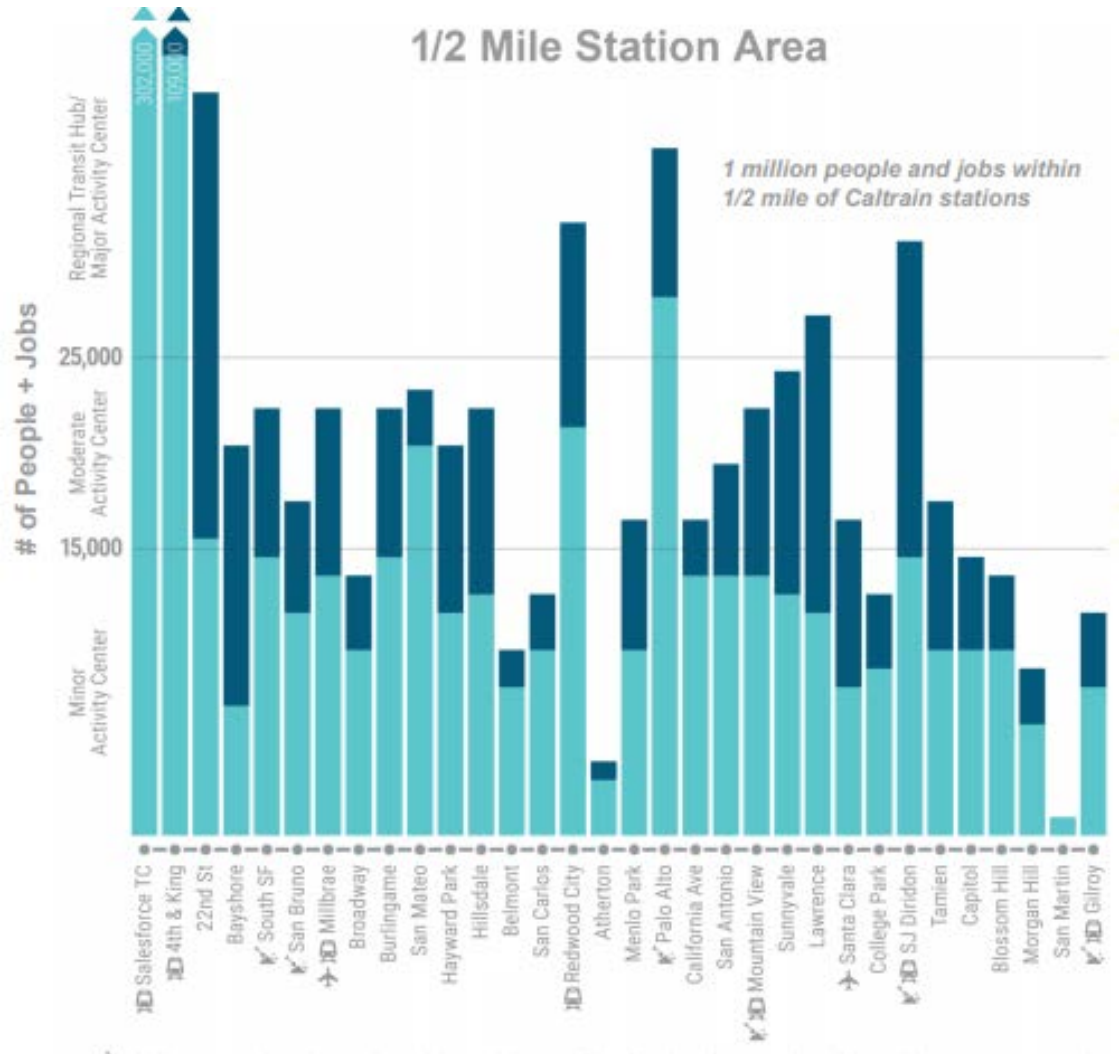 1/2 Mile Station Area
302,000
109,000
1 million people and jobs within
1/2 mile of Caltrain stations
# of People + Jobs
Regional Transit Hub/
Major Activity Center
25,000
Moderate
Activity Center
15,000
Minor
Activity Center
Salesforce TC
4th & King
22nd St
Bayshore
South SF
San Bruno
Millbrae
Broadway
Burlingame
San Mateo
Hayward Park
Hillsdale
Belmont
San Carlos
Redwood City
Atherton
Menlo Park
Palo Alto
California Ave
San Antonio
Mountain View
Sunnyvale
Lawrence
Santa Clara
College Park
SJ Diridon
Tamien
Capitol
Blossom Hill
Morgan Hill
San Martin
Gilroy